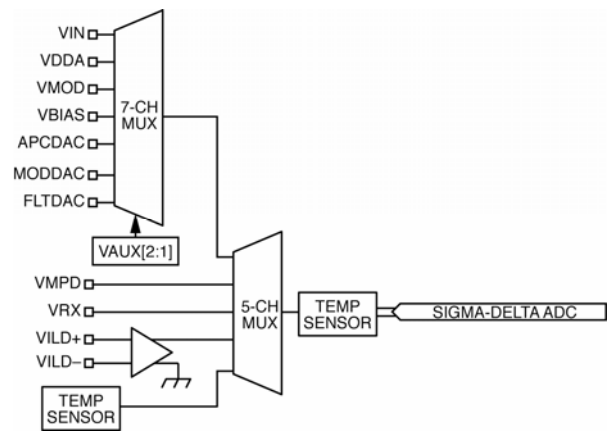 VIN
VDDA
VMOD
VBIAS
APCDAC
MODDAC
FLTDAC
7-CH
MUX
VAUX[2:1]
VMPD
VRX
VILD+
VILD–
TEMP
SENSOR
5-CH
MUX
TEMP
SENSOR
SIGMA-DELTA ADC